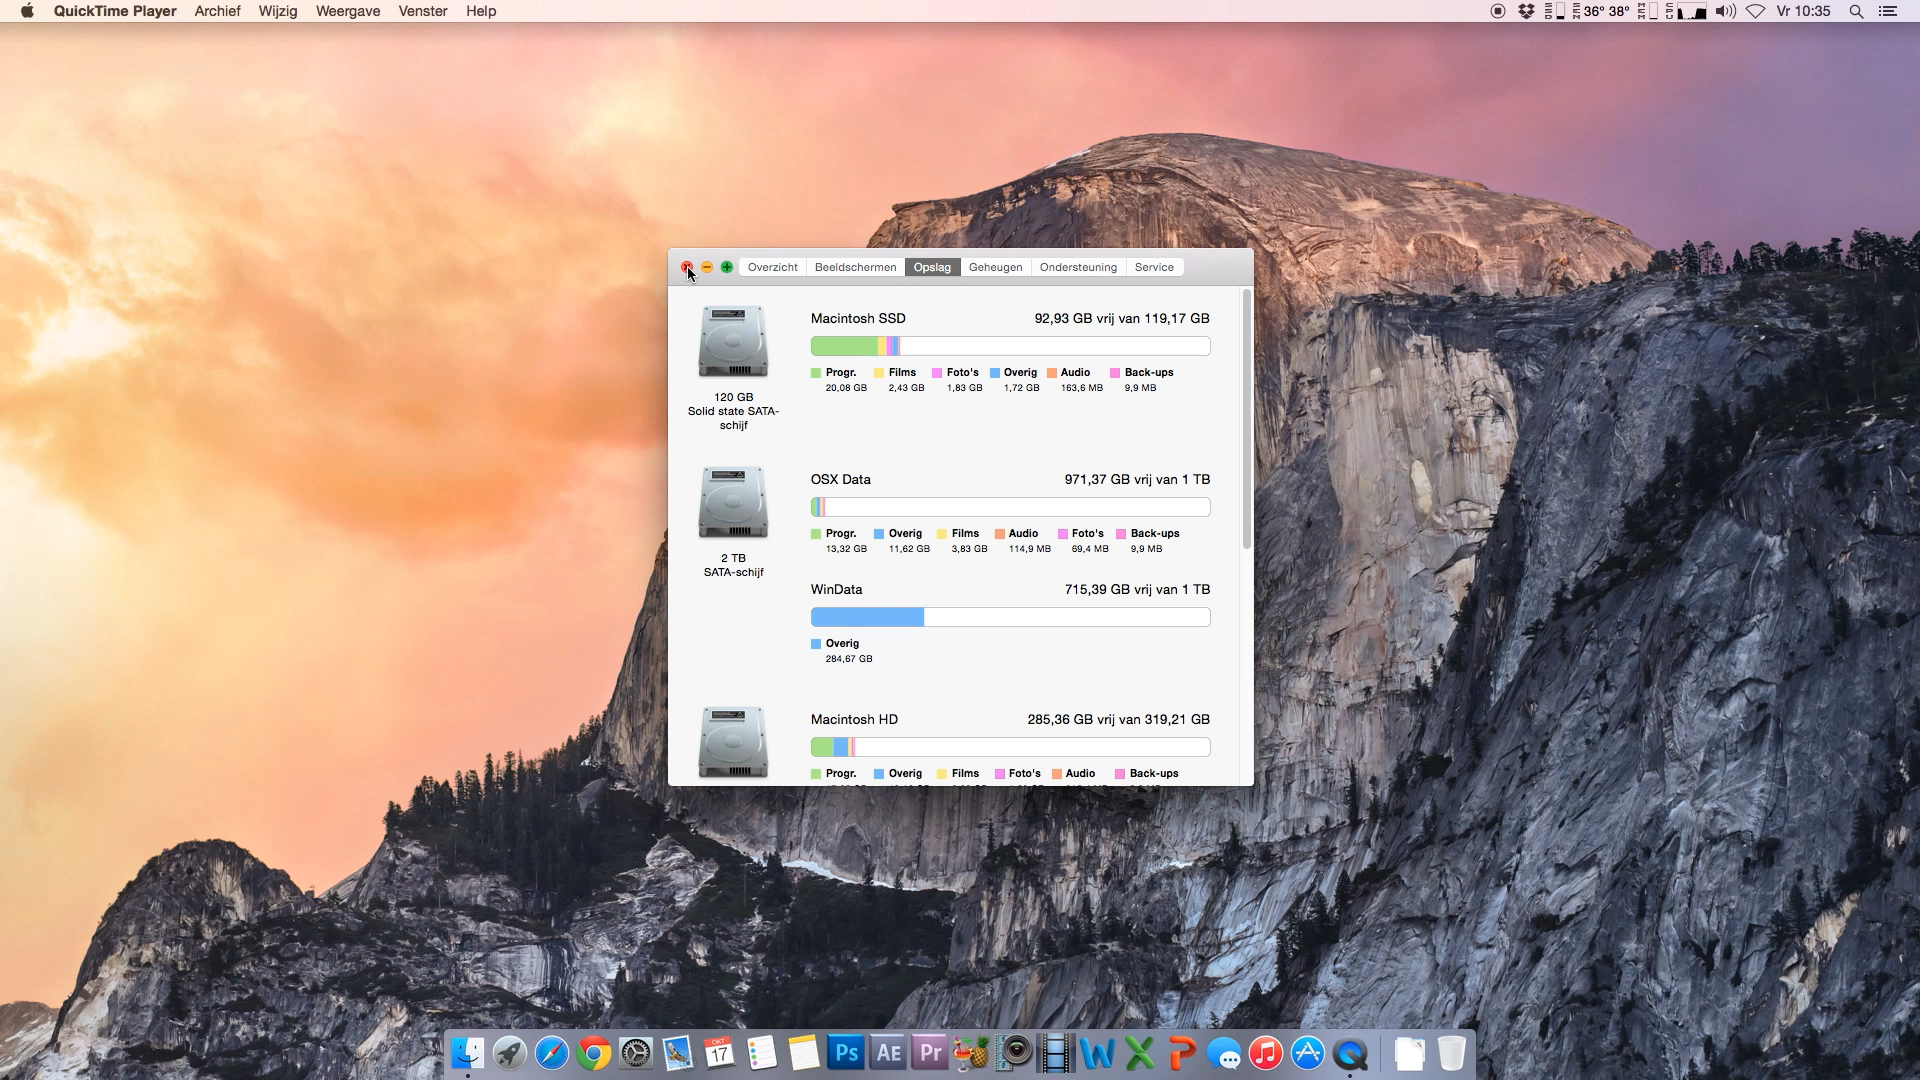 QuickTime Player Archief Wijzig Weergave Venster Help 36° 38° Vr 10:35
Overzicht Beeldschermen Opslag Geheugen Ondersteuning Service
Macintosh SSD 92,93 GB vrij van 119,17 GB
Progr. Films Foto's Overig Audio Back-ups
20,08 GB 2,43 GB 1,83 GB 1,72 GB 163,6 MB 9,9 MB
120 GB
Solid state SATA-
schijf
OSX Data 971,37 GB vrij van 1 TB
Progr. Overig Films Audio Foto's Back-ups
13,32 GB 11,62 GB 3,83 GB 114,9 MB 69,4 MB 9,9 MB
2 TB
SATA-schijf
WinData 715,39 GB vrij van 1 TB
Overig
284,67 GB
Macintosh HD 285,36 GB vrij van 319,21 GB
Progr. Overig Films Foto's Audio Back-ups
OKT
17
Ps AE Pr